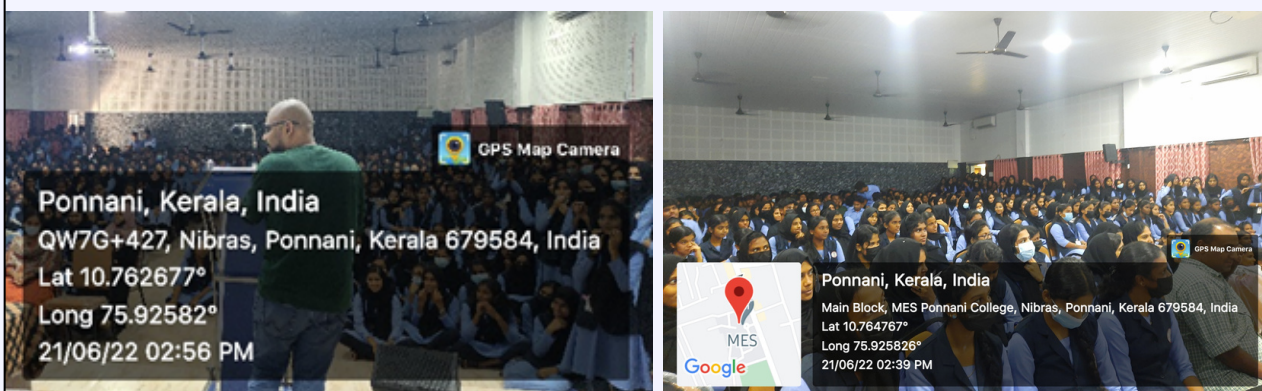 GPS Map Camera
Ponnani, Kerala, India
QW7G+427, Nibras, Ponnani, Kerala 679584, India
Lat 10.762677°
Long 75.92582°
21/06/22 02:56 PM
GPS Map Camera
Ponnani, Kerala, India
Main Block, MES Ponnani College, Nibras, Ponnani, Kerala 679584, India
Lat 10.764767°
Long 75.925826°
21/06/22 02:39 PM
MES
Google